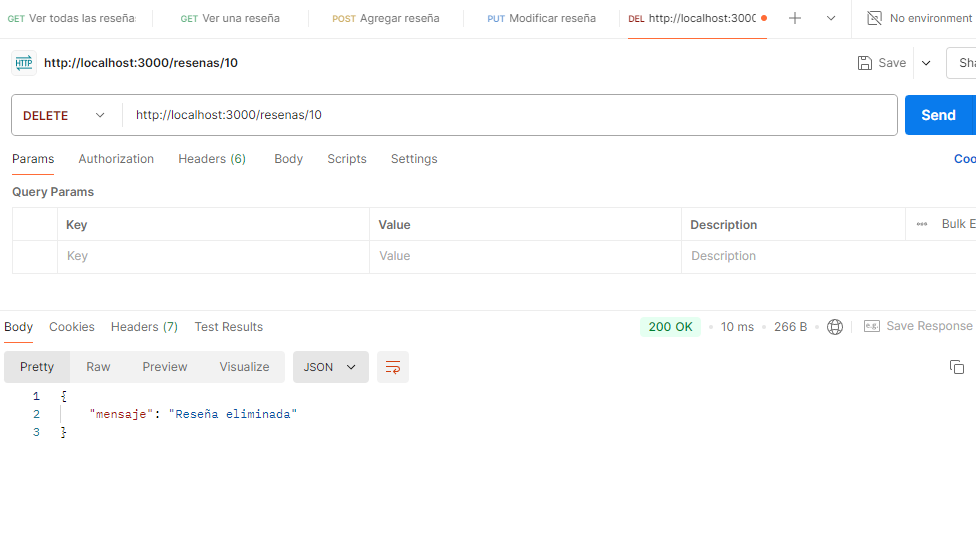 GET Ver todas las reseña: GET Ver una reseña POST Agregar reseña PUT Modificar reseña DEL http://localhost:3000 No environment
HTTP http://localhost:3000/resenas/10 Save Sha
DELETE http://localhost:3000/resenas/10 Send
Params Authorization Headers (6) Body Scripts Settings Coo
Query Params
Key Value Description Bulk E
Key Value Description
Body Cookies Headers (7) Test Results 200 OK 10 ms 266 B e.g. Save Response
Pretty Raw Preview Visualize JSON
1 {
2 "mensaje": "Reseña eliminada"
3 }